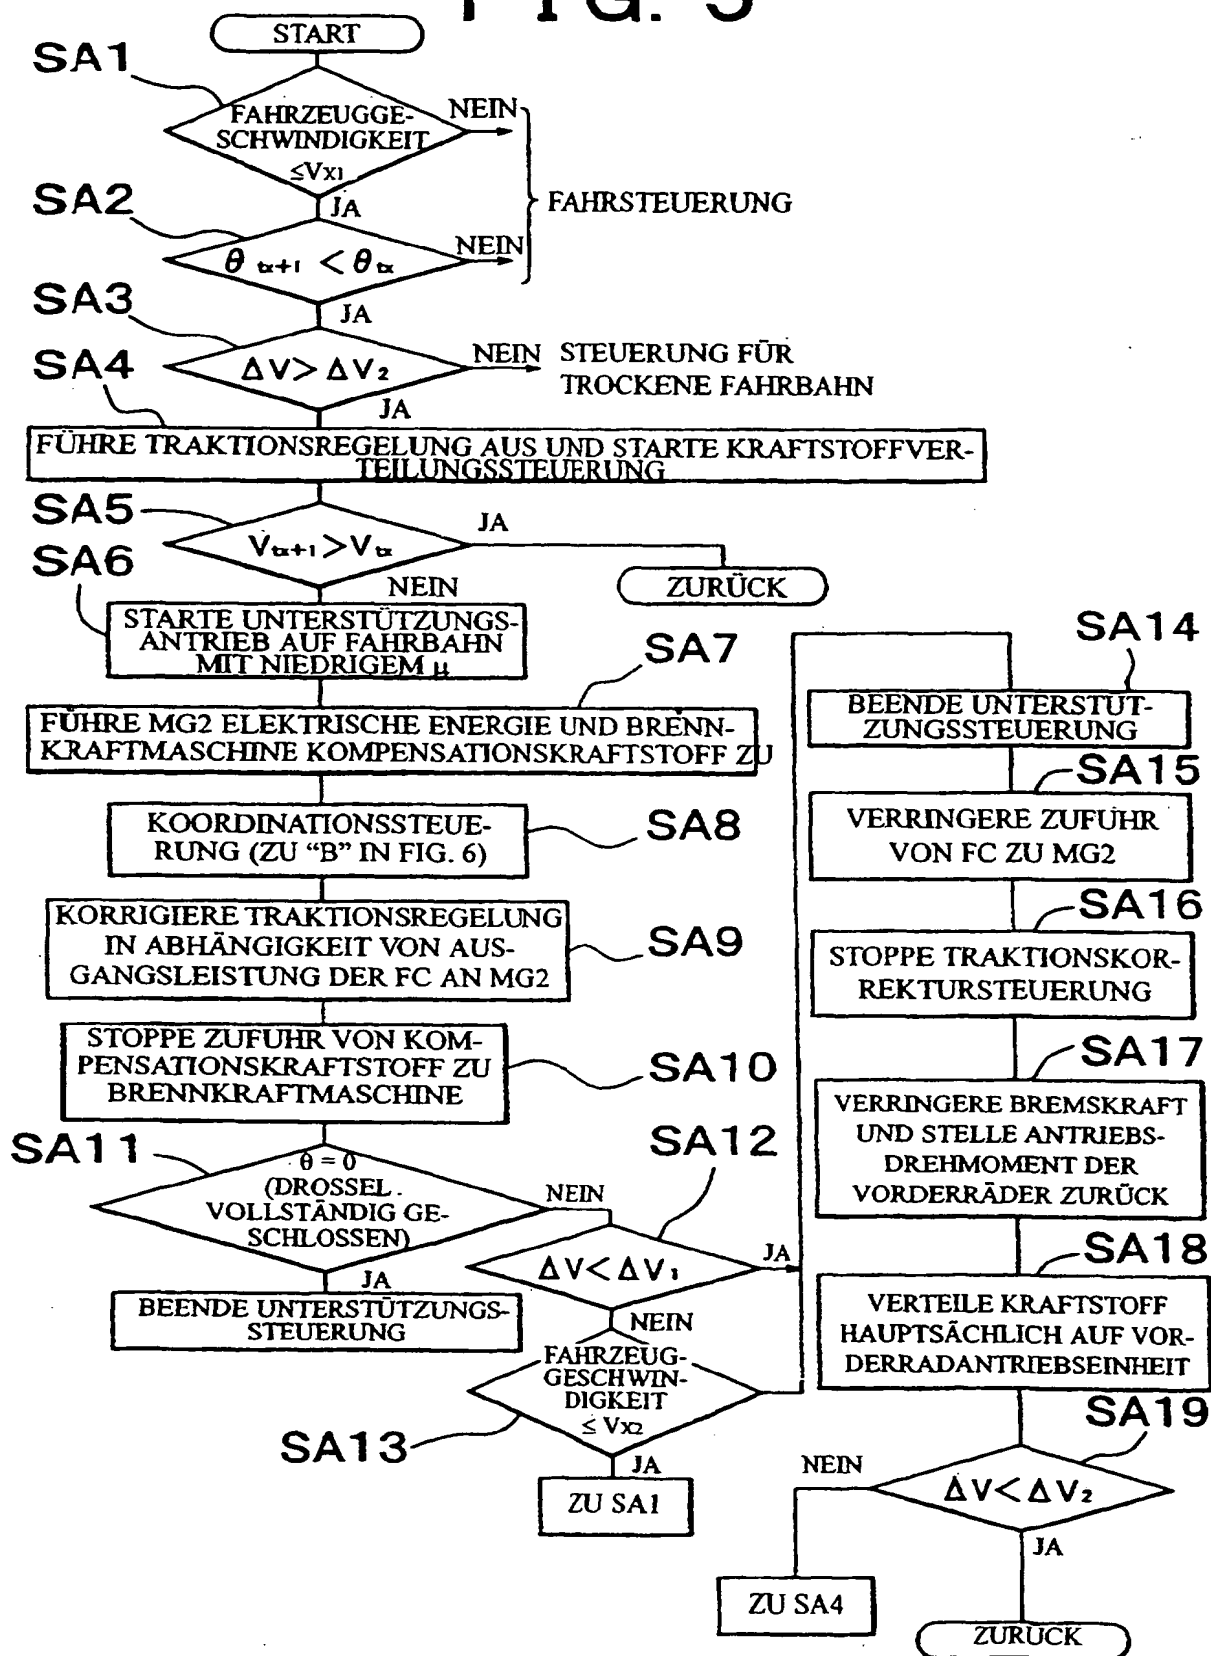 FIG. 5
START
SA1
FAHRZEUGGE-
SCHWINDIGKEIT
≤VX1
NEIN
JA
FAHRSTEUERUNG
SA2
θ tx+1 < θ tx
NEIN
JA
SA3
ΔV > ΔV2
NEIN
STEUERUNG FÜR
TROCKENE FAHRBAHN
JA
SA4
FÜHRE TRAKTIONSREGELUNG AUS UND STARTE KRAFTSTOFFVER-
TEILUNGSSTEUERUNG
SA5
Vtx+1 > Vtx
JA
ZURÜCK
NEIN
SA6
STARTE UNTERSTÜTZUNGS-
ANTRIEB AUF FAHRBAHN
MIT NIEDRIGEM µ
SA7
FÜHRE MG2 ELEKTRISCHE ENERGIE UND BRENN-
KRAFTMASCHINE KOMPENSATIONSKRAFTSTOFF ZU
SA8
KOORDINATIONSSTEUE-
RUNG (ZU “B” IN FIG. 6)
SA9
KORRIGIERE TRAKTIONSREGELUNG
IN ABHÄNGIGKEIT VON AUS-
GANGSLEISTUNG DER FC AN MG2
SA10
STOPPE ZUFUHR VON KOM-
PENSATIONSKRAFTSTOFF ZU
BRENNKRAFTMASCHINE
SA11
θ = 0
(DROSSEL
VOLLSTÄNDIG GE-
SCHLOSSEN)
NEIN
JA
BEENDE UNTERSTÜTZUNGS-
STEUERUNG
SA12
ΔV < ΔV1
JA
NEIN
SA13
FAHRZEUG-
GESCHWIN-
DIGKEIT
≤ VX2
JA
ZU SA1
SA14
BEENDE UNTERSTÜT-
ZUNGSSTEUERUNG
SA15
VERRINGERE ZUFUHR
VON FC ZU MG2
SA16
STOPPE TRAKTIONSKOR-
REKTURSTEUERUNG
SA17
VERRINGERE BREMSKRAFT
UND STELLE ANTRIEBS-
DREHMOMENT DER
VORDERRÄDER ZURÜCK
SA18
VERTEILE KRAFTSTOFF
HAUPTSÄCHLICH AUF VOR-
DERRADANTRIEBSEINHEIT
SA19
ΔV < ΔV2
NEIN
ZU SA4
JA
ZURÜCK